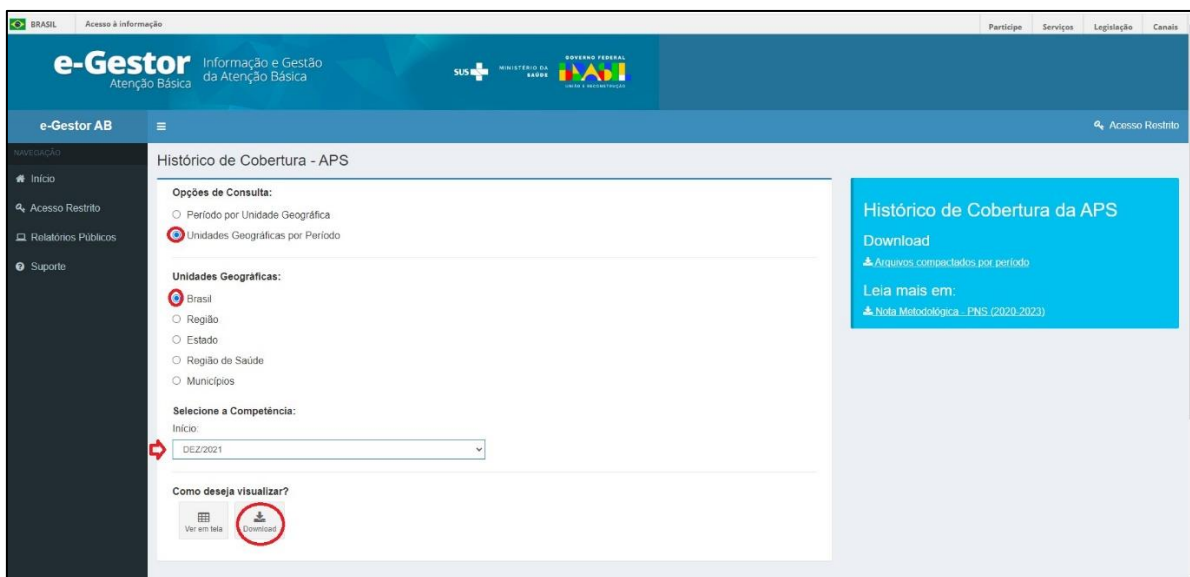 BRASIL Acesso à informação Participe Serviços Legislação Canais
e-Gestor
Atenção Básica
Informação e Gestão
da Atenção Básica
SUS
MINISTÉRIO DA
SAÚDE
GOVERNO FEDERAL
BRASIL
UNIÃO E RECONSTRUÇÃO
e-Gestor AB
Acesso Restrito
NAVEGAÇÃO
Início
Acesso Restrito
Relatórios Públicos
Suporte
Histórico de Cobertura - APS
Opções de Consulta:
Período por Unidade Geográfica
Unidades Geográficas por Período
Unidades Geográficas:
Brasil
Região
Estado
Região de Saúde
Municípios
Selecione a Competência:
Início:
DEZ/2021
Como deseja visualizar?
Ver em tela
Download
Histórico de Cobertura da APS
Download
Arquivos compactados por período
Leia mais em:
Nota Metodológica - PNS (2020-2023)